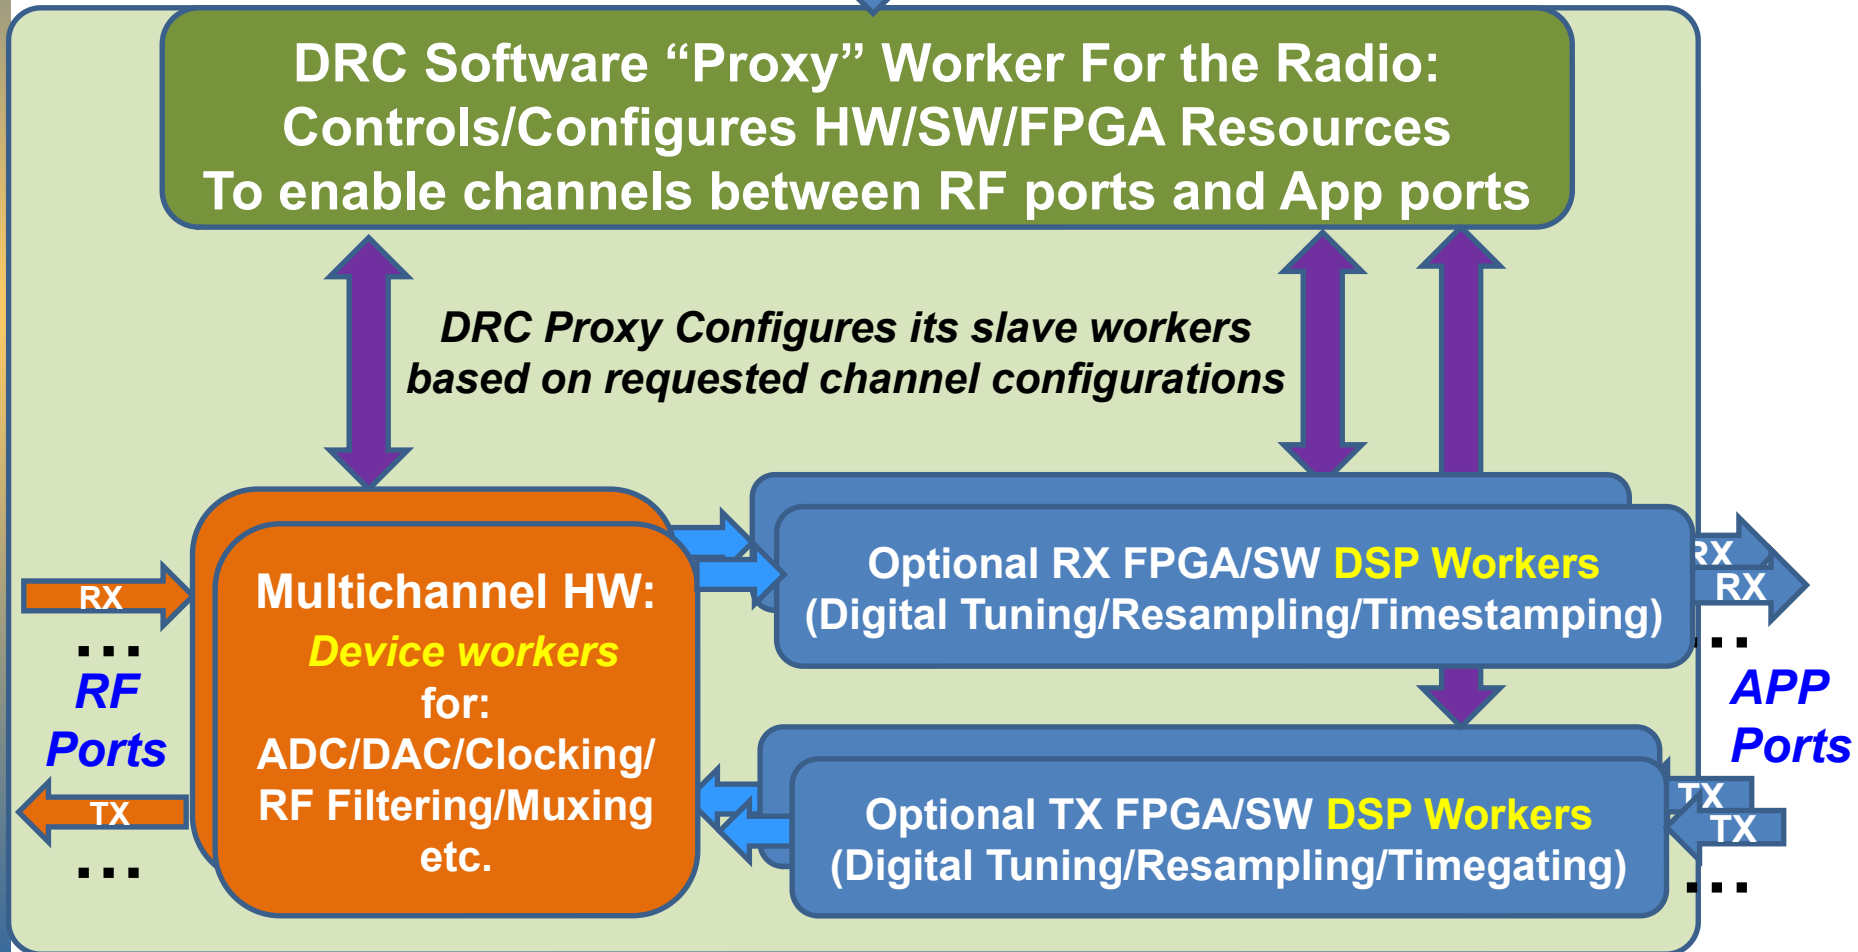 DRC Software “Proxy” Worker For the Radio:
Controls/Configures HW/SW/FPGA Resources
To enable channels between RF ports and App ports
DRC Proxy Configures its slave workers
based on requested channel configurations
RX
...
RF
Ports
TX
...
Multichannel HW:
Device workers
for:
ADC/DAC/Clocking/
RF Filtering/Muxing
etc.
Optional RX FPGA/SW DSP Workers
(Digital Tuning/Resampling/Timestamping)
RX
RX
...
APP
Ports
Optional TX FPGA/SW DSP Workers
(Digital Tuning/Resampling/Timegating)
TX
TX
...